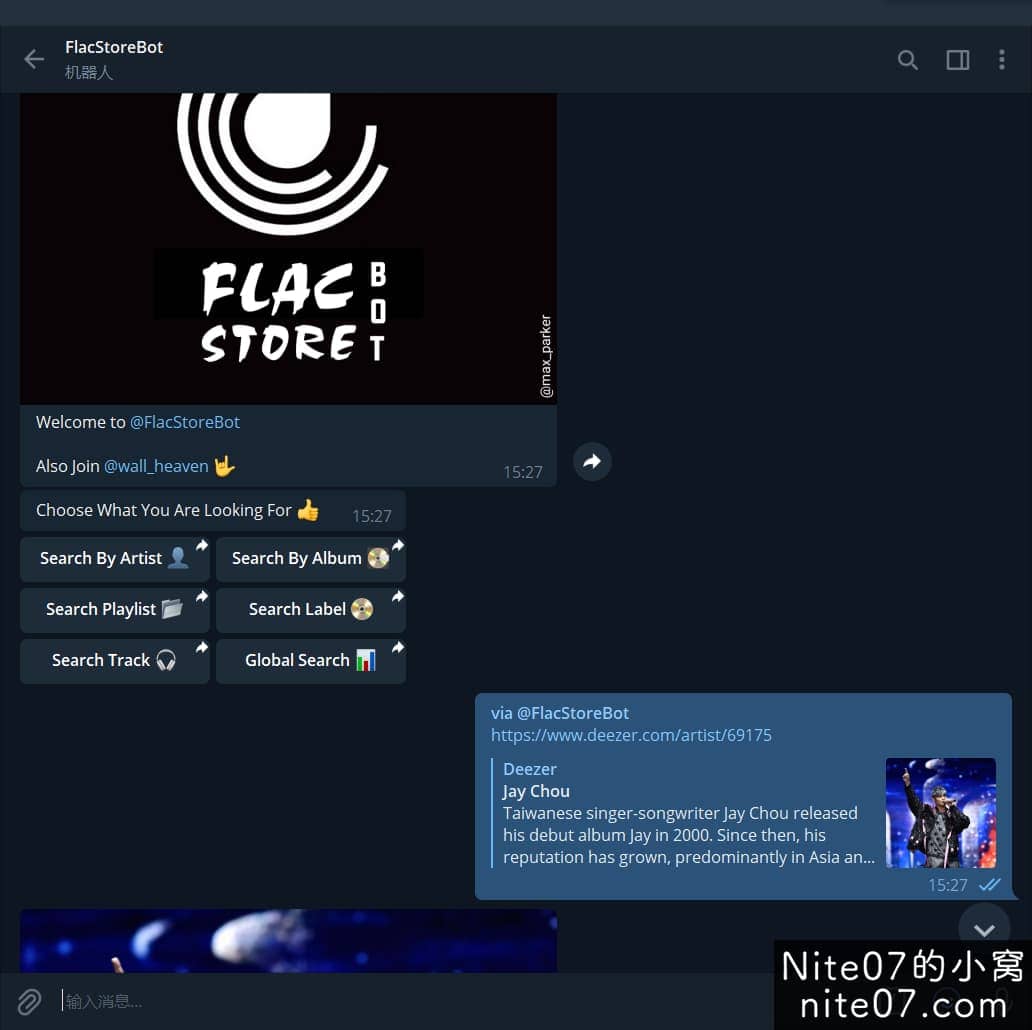 FlacStoreBot
机器人
FLAC
STORE
BOT
@max_parker
Welcome to @FlacStoreBot
Also Join @wall_heaven 🤟
15:27
Choose What You Are Looking For 👍
15:27
Search By Artist 👤
Search By Album 💿
Search Playlist 📁
Search Label 📀
Search Track 🎧
Global Search 📊
via @FlacStoreBot
https://www.deezer.com/artist/69175
Deezer
Jay Chou
Taiwanese singer-songwriter Jay Chou released
his debut album Jay in 2000. Since then, his
reputation has grown, predominantly in Asia an...
15:27
输入消息...
Nite07的小窝
nite07.com